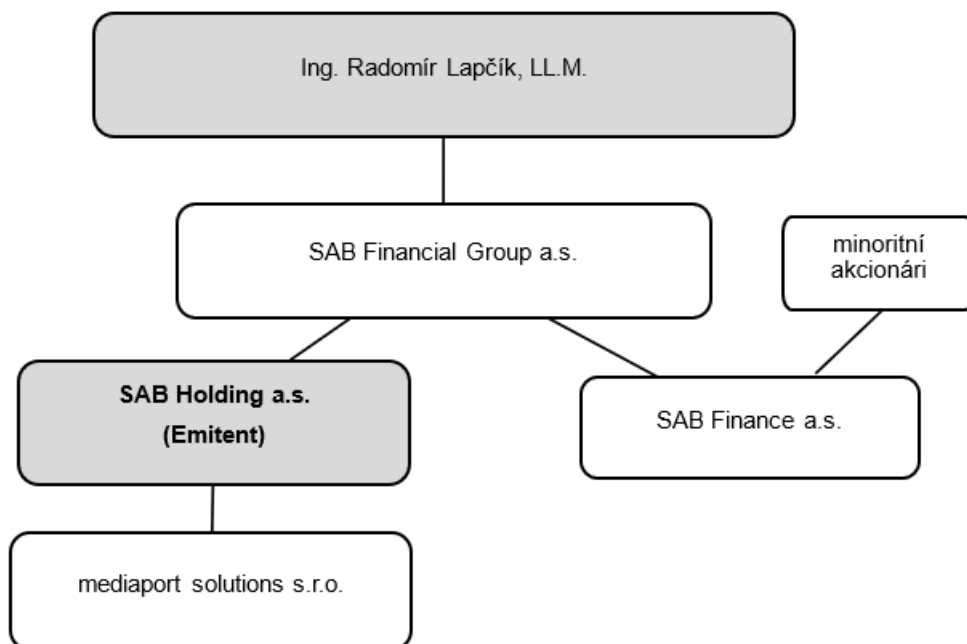 Ing. Radomír Lapčík, LL.M.
SAB Financial Group a.s.
minoritní
akcionári
SAB Holding a.s.
(Emitent)
SAB Finance a.s.
mediaport solutions s.r.o.